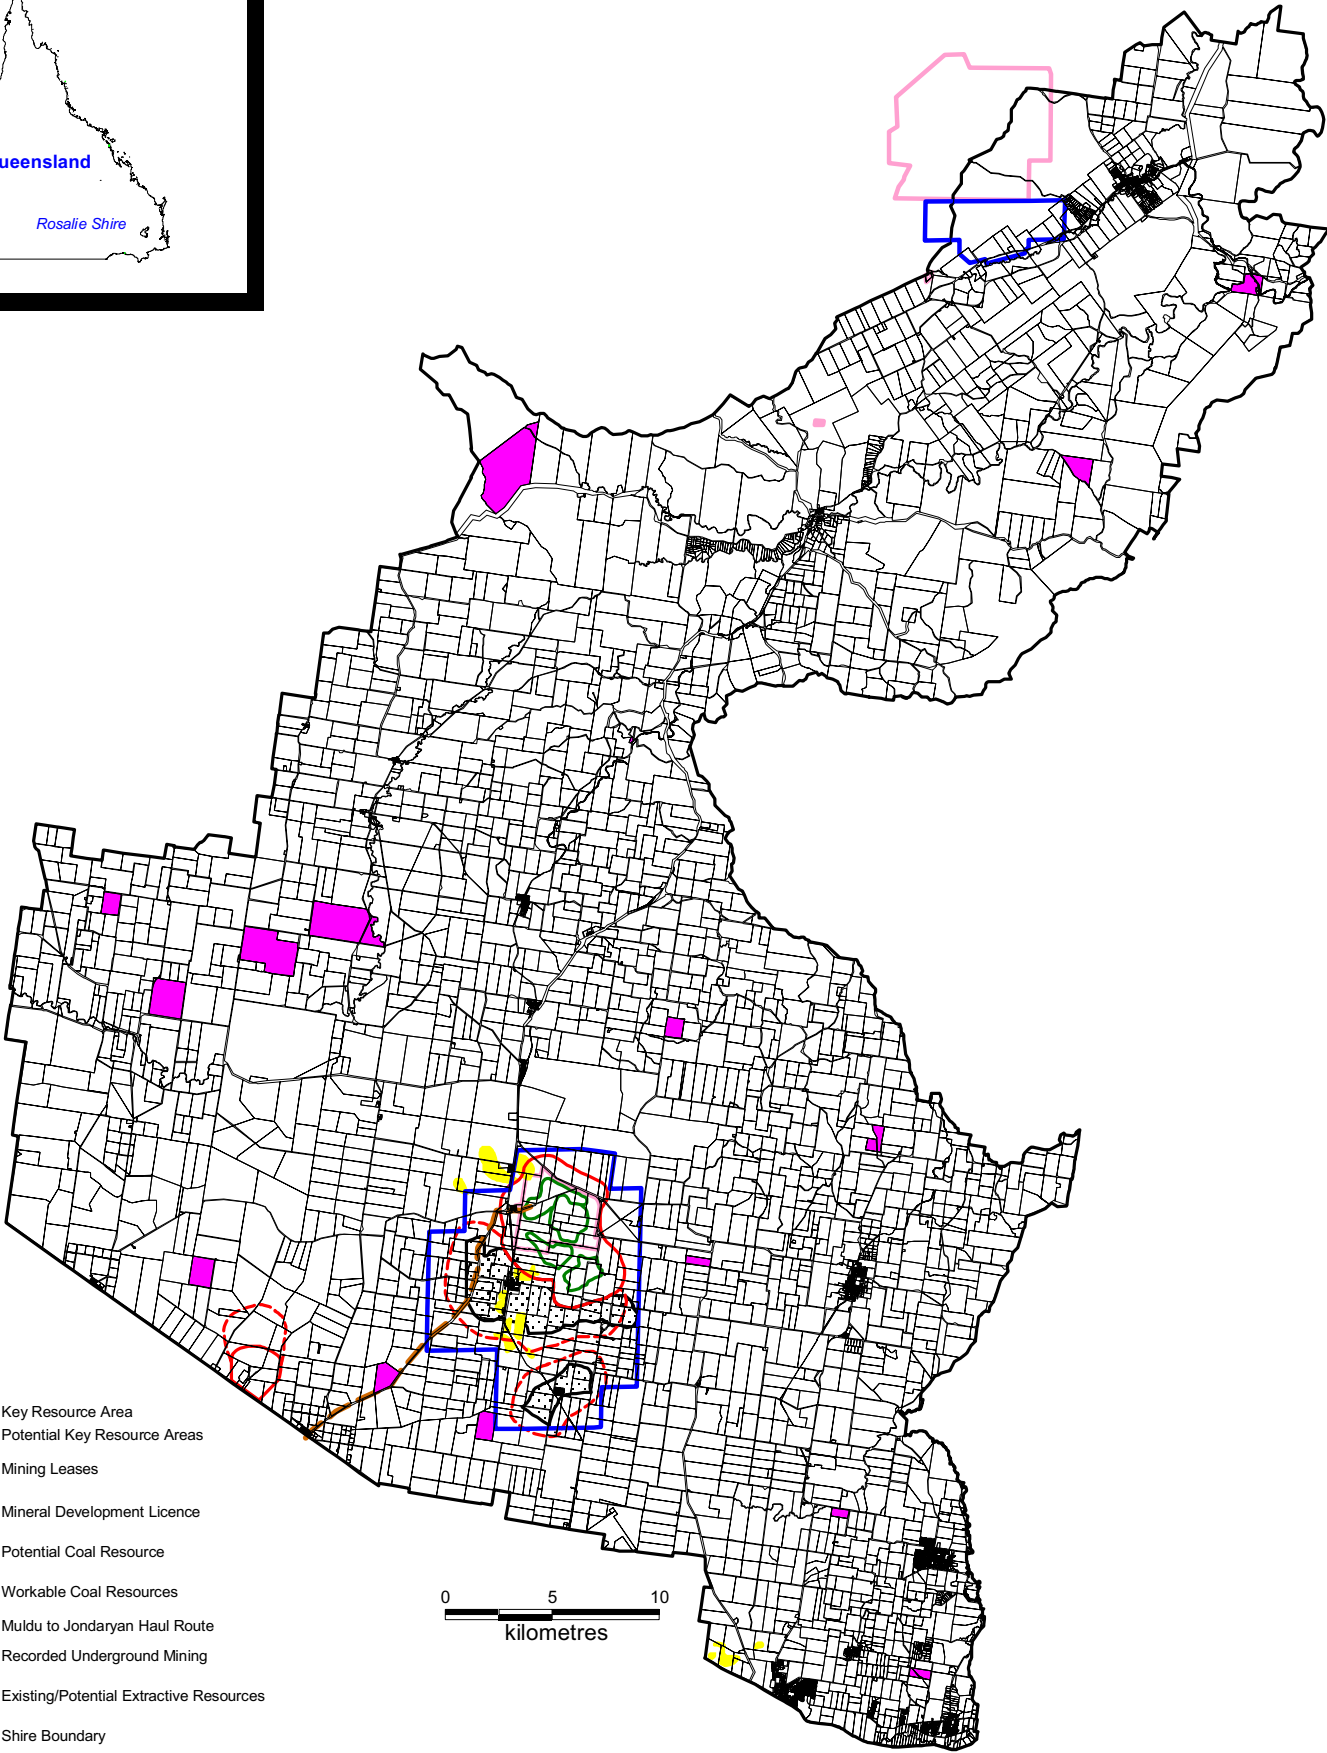 ueensland
Rosalie Shire
Key Resource Area
Potential Key Resource Areas
Mining Leases
Mineral Development Licence
Potential Coal Resource
Workable Coal Resources
Muldu to Jondaryan Haul Route
Recorded Underground Mining
Existing/Potential Extractive Resources
Shire Boundary
0 5 10
kilometres